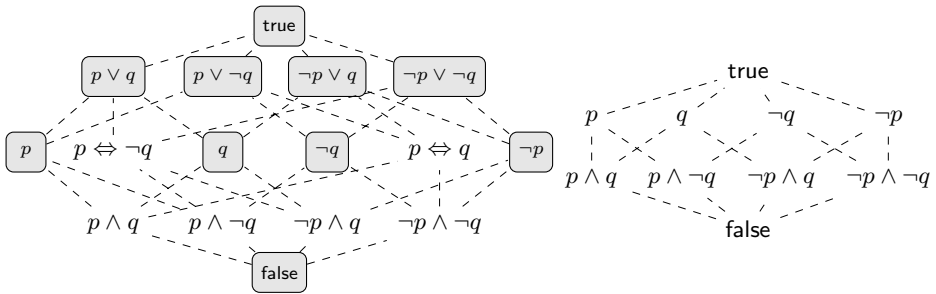 true
p ∨ q p ∨ ¬q ¬p ∨ q ¬p ∨ ¬q
p p ⇔ ¬q q ¬q p ⇔ q ¬p
p ∧ q p ∧ ¬q ¬p ∧ q ¬p ∧ ¬q
false
true
p q ¬q ¬p
p ∧ q p ∧ ¬q ¬p ∧ q ¬p ∧ ¬q
false